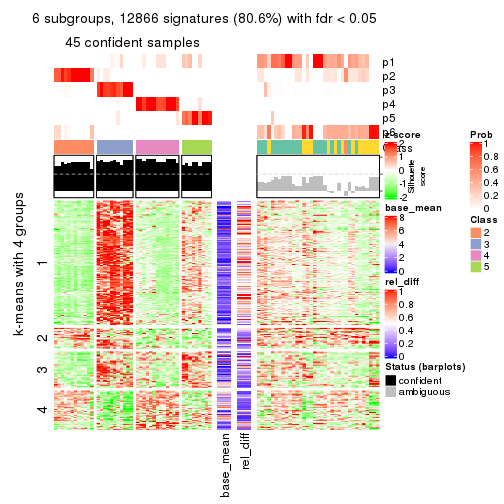 6 subgroups, 12866 signatures (80.6%) with fdr < 0.05
45 confident samples
p1
p2
p3
p4
p5
p6
Class
z_score
2
1
0
-1
-2
Silhouette
score
base_mean
8
6
4
2
0
rel_diff
1
0.8
0.6
0.4
0.2
0
Prob
1
0.8
0.6
0.4
0.2
0
Class
2
3
4
5
Status (barplots)
confident
ambiguous
k-means with 4 groups
1
2
3
4
base_mean
rel_diff